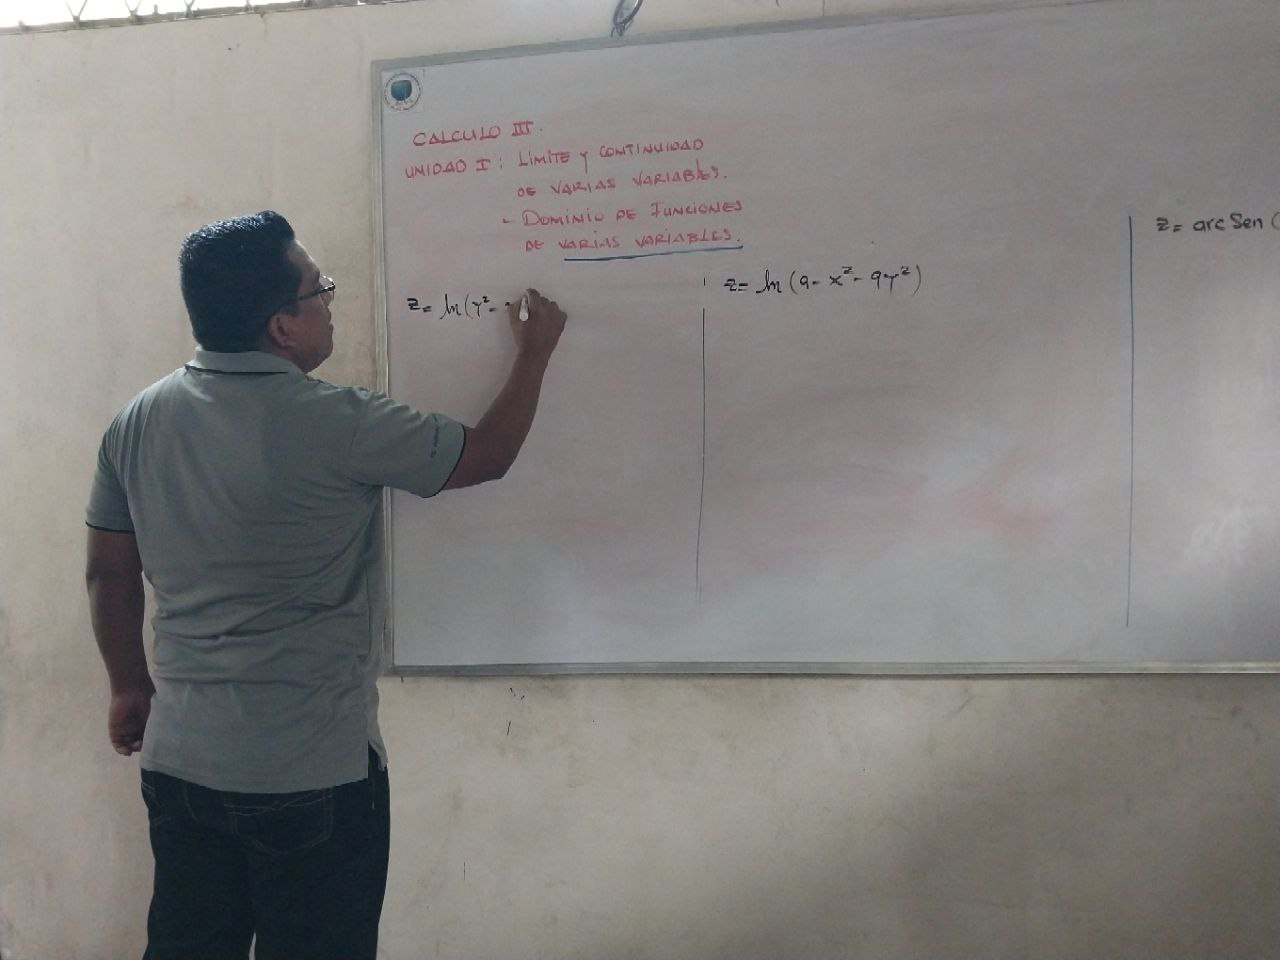 CALCULO III.
UNIDAD I: LIMITE Y CONTINUIDAD
DE VARIAS VARIABLES.
- DOMINIO DE FUNCIONES
DE VARIAS VARIABLES.
z = ln(y² -
z = ln(9 - x² - 9y²)
z = arc Sen (